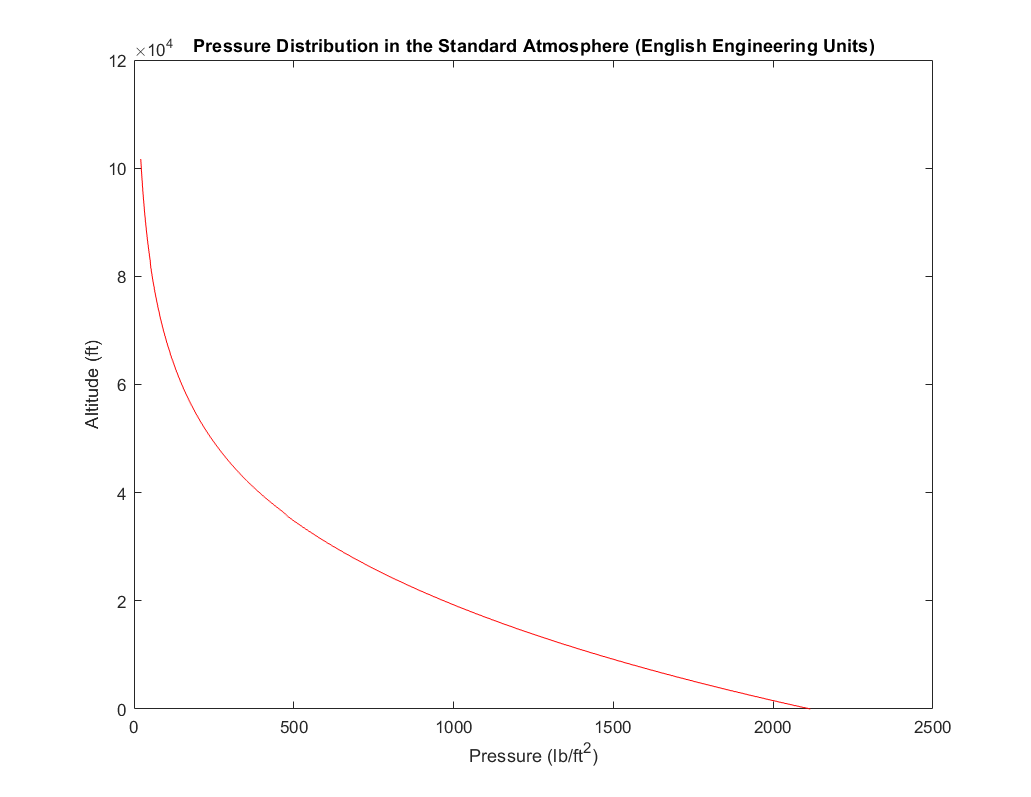 Pressure Distribution in the Standard Atmosphere (English Engineering Units)
×10⁴
12
10
8
6
4
2
0
Altitude (ft)
0 500 1000 1500 2000 2500
Pressure (lb/ft²)